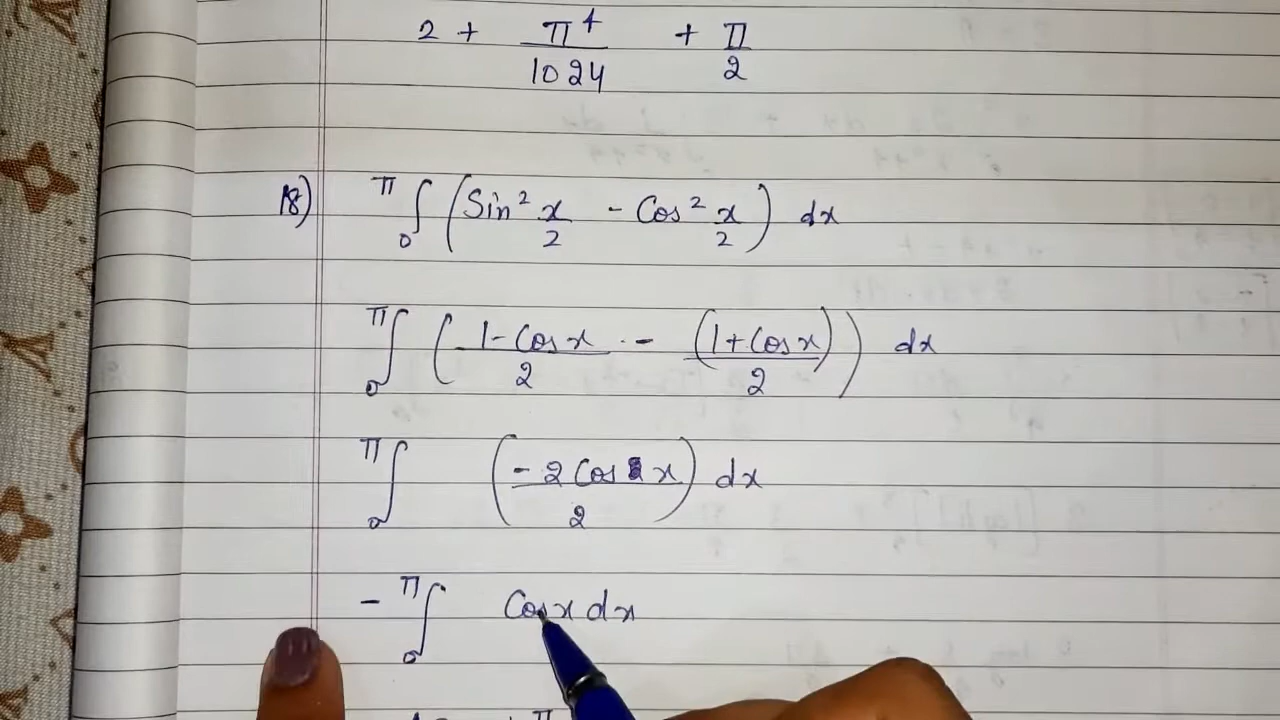 2 + π⁴/1024 + π/2
18) π∫0 (Sin² x/2 - Cos² x/2) dx
π∫0 (1-Cos x/2 - (1+Cos x)/2) dx
π∫0 (-2 Cos x/2) dx
- π∫0 Cos x dx